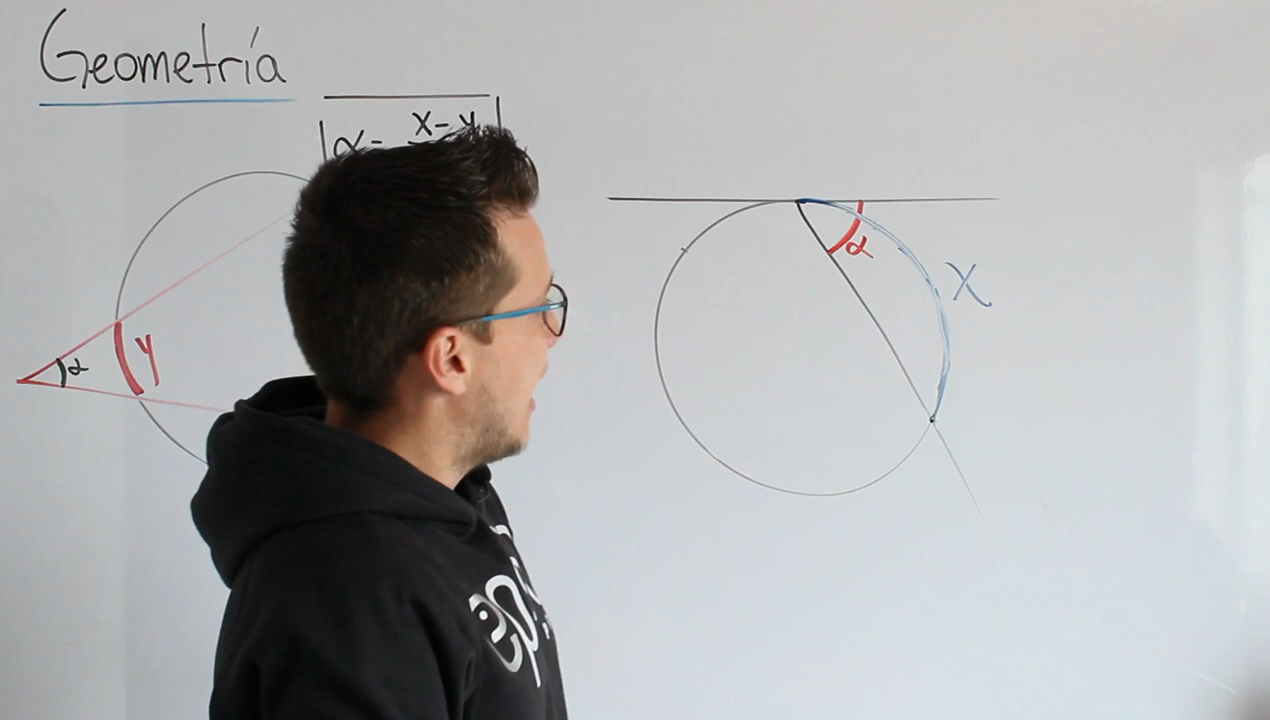 Geometría
α = x - y
α
y
α
x